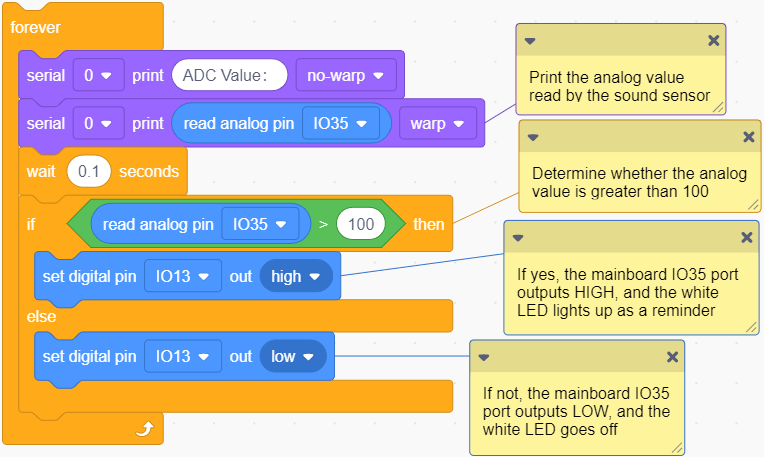 forever
serial 0 print ADC Value: no-warp
serial 0 print read analog pin IO35 warp
wait 0.1 seconds
if read analog pin IO35 > 100 then
set digital pin IO13 out high
else
set digital pin IO13 out low
Print the analog value
read by the sound sensor
Determine whether the analog
value is greater than 100
If yes, the mainboard IO35 port
outputs HIGH, and the white
LED lights up as a reminder
If not, the mainboard IO35
port outputs LOW, and the
white LED goes off